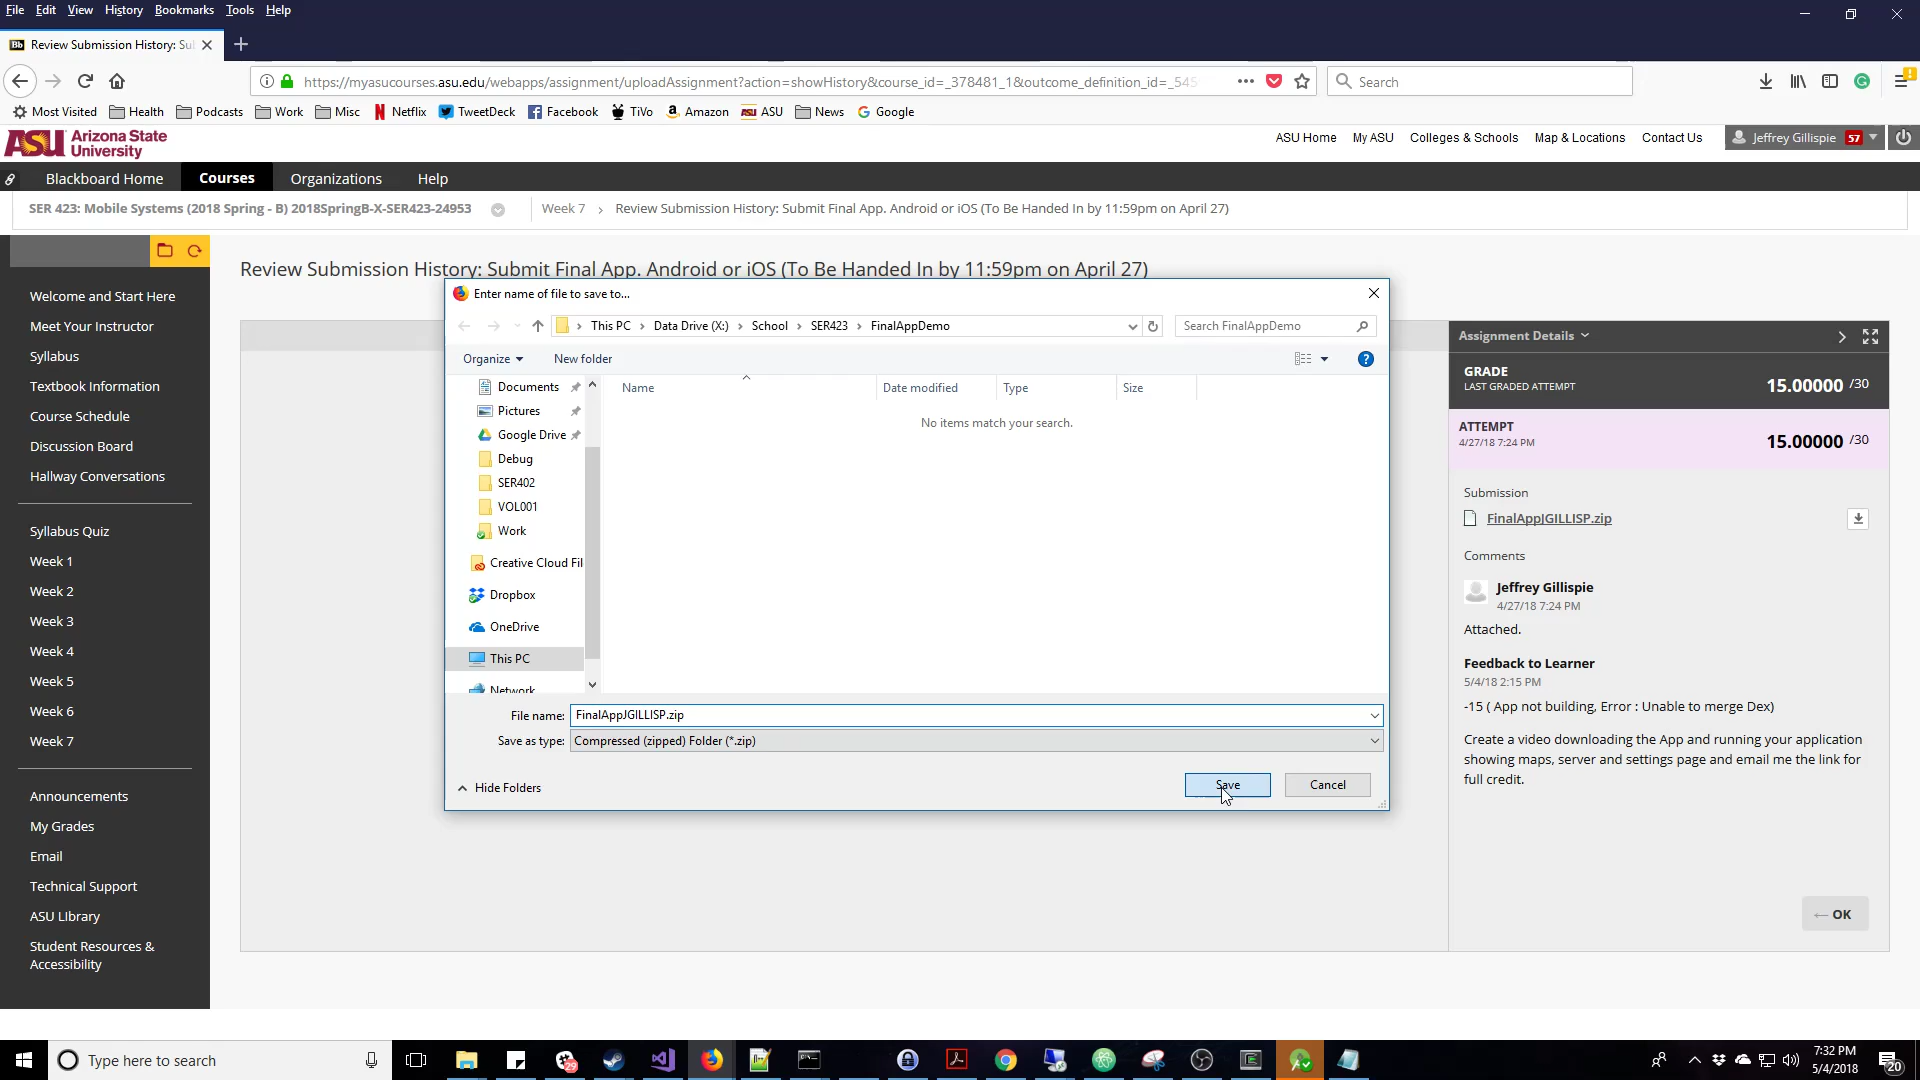 File Edit View History Bookmarks Tools Help
Review Submission History: Su
https://myasucourses.asu.edu/webapps/assignment/uploadAssignment?action=showHistory&course_id=_378481_1&outcome_definition_id=_545
Search
Most Visited Health Podcasts Work Misc Netflix TweetDeck Facebook TiVo Amazon ASU News Google
ASU Arizona State University
ASU Home My ASU Colleges & Schools Map & Locations Contact Us Jeffrey Gillispie 57
Blackboard Home Courses Organizations Help
SER 423: Mobile Systems (2018 Spring - B) 2018SpringB-X-SER423-24953 Week 7 Review Submission History: Submit Final App. Android or iOS (To Be Handed In by 11:59pm on April 27)
Review Submission History: Submit Final App. Android or iOS (To Be Handed In by 11:59pm on April 27)
Welcome and Start Here
Meet Your Instructor
Syllabus
Textbook Information
Course Schedule
Discussion Board
Hallway Conversations
Syllabus Quiz
Week 1
Week 2
Week 3
Week 4
Week 5
Week 6
Week 7
Announcements
My Grades
Email
Technical Support
ASU LIbrary
Student Resources &
Accessibility
Enter name of file to save to...
This PC Data Drive (X:) School SER423 FinalAppDemo
Search FinalAppDemo
Organize New folder
Name Date modified Type Size
No items match your search.
Documents
Pictures
Google Drive
Debug
SER402
VOL001
Work
Creative Cloud Fil
Dropbox
OneDrive
This PC
Network
File name: FinalAppJGILLISP.zip
Save as type: Compressed (zipped) Folder (*.zip)
Hide Folders
Save Cancel
Assignment Details
GRADE
LAST GRADED ATTEMPT
15.00000 /30
ATTEMPT
4/27/18 7:24 PM
15.00000 /30
Submission
FinalAppJGILLISP.zip
Comments
Jeffrey Gillispie
4/27/18 7:24 PM
Attached.
Feedback to Learner
5/4/18 2:15 PM
-15 ( App not building, Error : Unable to merge Dex)
Create a video downloading the App and running your application
showing maps, server and settings page and email me the link for
full credit.
OK
Type here to search
29
7:32 PM
5/4/2018
20